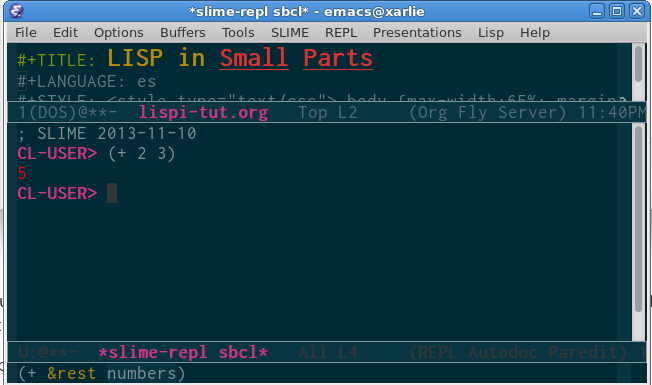 *slime-repl sbcl* - emacs@xarlie
File Edit Options Buffers Tools SLIME REPL Presentations Lisp Help
#+TITLE: LISP in Small Parts
#+LANGUAGE: es
#+STYLE: <style type="text/css"> body {max-width:65%; margin
1(DOS)@**- lispi-tut.org Top L2 (Org Fly Server) 11:40PM
; SLIME 2013-11-10
CL-USER> (+ 2 3)
5
CL-USER>
U:@**- *slime-repl sbcl* All L4 (REPL Autodoc Paredit)
(+ &rest numbers)